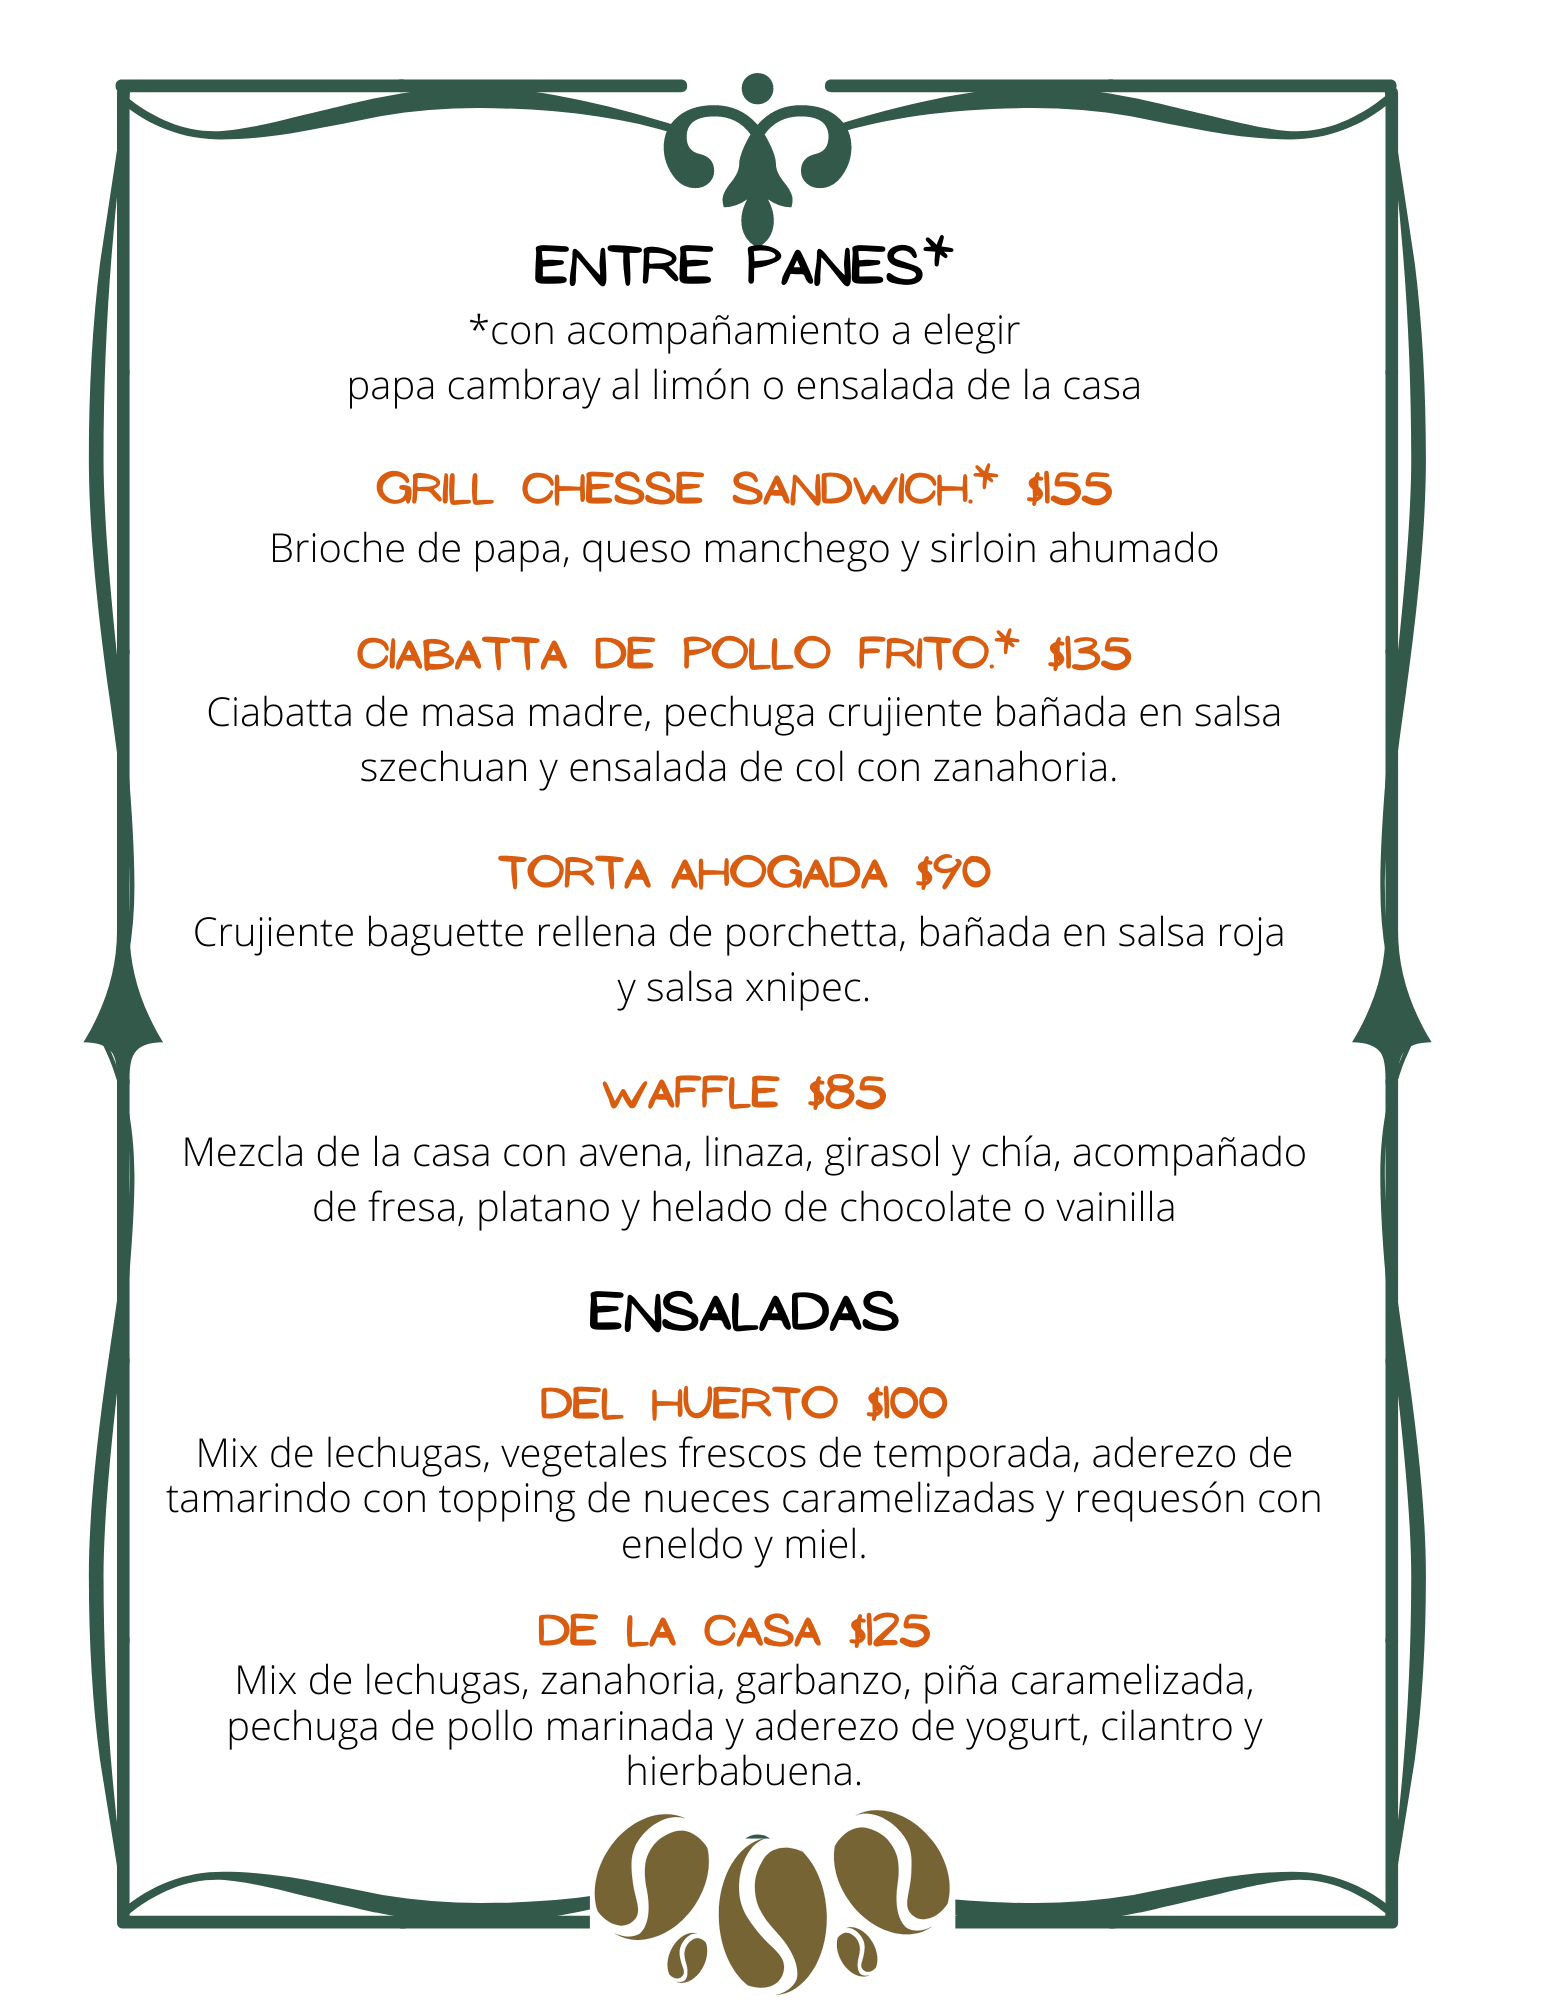 ENTRE PANES*
*con acompañamiento a elegir
papa cambray al limón o ensalada de la casa
GRILL CHESSE SANDWICH.* $155
Brioche de papa, queso manchego y sirloin ahumado
CIABATTA DE POLLO FRITO.* $135
Ciabatta de masa madre, pechuga crujiente bañada en salsa
szechuan y ensalada de col con zanahoria.
TORTA AHOGADA $90
Crujiente baguette rellena de porchetta, bañada en salsa roja
y salsa xnipec.
WAFFLE $85
Mezcla de la casa con avena, linaza, girasol y chía, acompañado
de fresa, platano y helado de chocolate o vainilla
ENSALADAS
DEL HUERTO $100
Mix de lechugas, vegetales frescos de temporada, aderezo de
tamarindo con topping de nueces caramelizadas y requesón con
eneldo y miel.
DE LA CASA $125
Mix de lechugas, zanahoria, garbanzo, piña caramelizada,
pechuga de pollo marinada y aderezo de yogurt, cilantro y
hierbabuena.